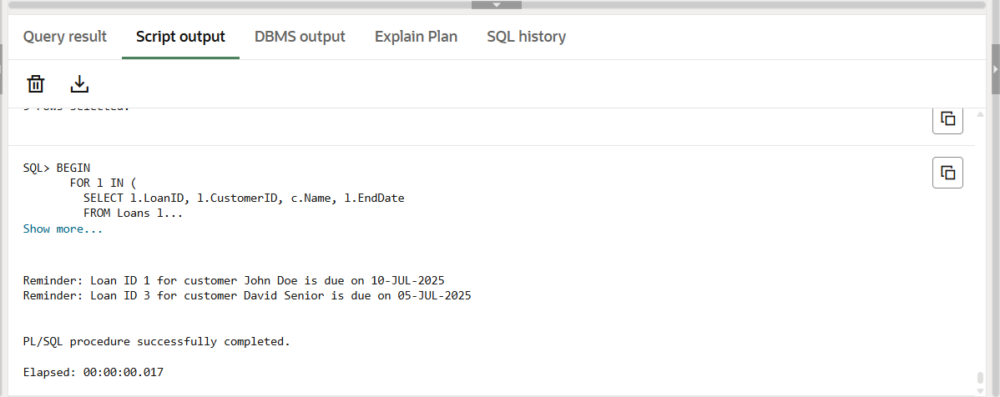 Query result Script output DBMS output Explain Plan SQL history
rows selected.
SQL> BEGIN
FOR l IN (
SELECT l.LoanID, l.CustomerID, c.Name, l.EndDate
FROM Loans l...
Show more...
Reminder: Loan ID 1 for customer John Doe is due on 10-JUL-2025
Reminder: Loan ID 3 for customer David Senior is due on 05-JUL-2025
PL/SQL procedure successfully completed.
Elapsed: 00:00:00.017